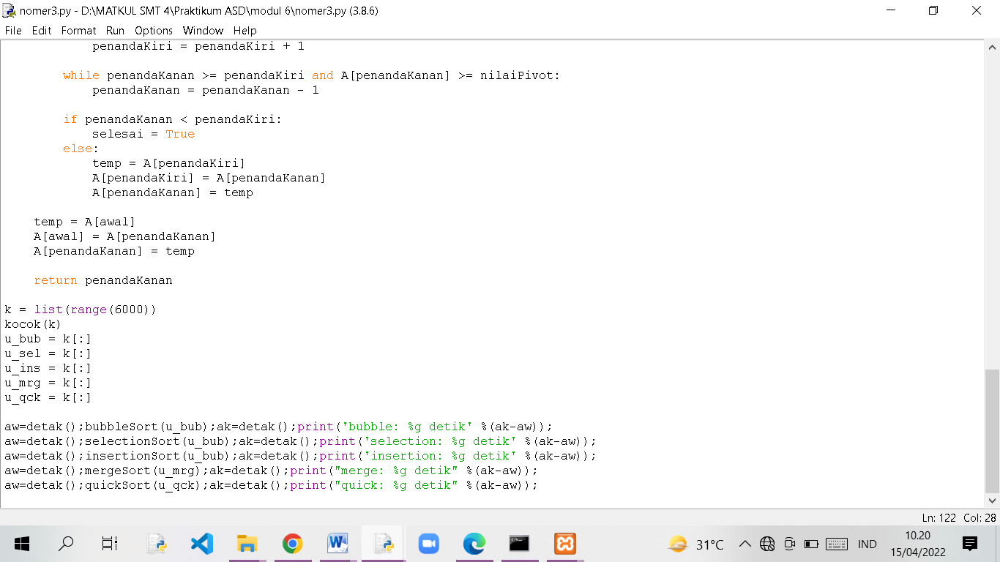 nomer3.py - D:\MATKUL SMT 4\Praktikum ASD\modul 6\nomer3.py (3.8.6)
File Edit Format Run Options Window Help
            penandaKiri = penandaKiri + 1

        while penandaKanan >= penandaKiri and A[penandaKanan] >= nilaiPivot:
            penandaKanan = penandaKanan - 1

        if penandaKanan < penandaKiri:
            selesai = True
        else:
            temp = A[penandaKiri]
            A[penandaKiri] = A[penandaKanan]
            A[penandaKanan] = temp

    temp = A[awal]
    A[awal] = A[penandaKanan]
    A[penandaKanan] = temp

    return penandaKanan

k = list(range(6000))
kocok(k)
u_bub = k[:]
u_sel = k[:]
u_ins = k[:]
u_mrg = k[:]
u_qck = k[:]

aw=detak();bubbleSort(u_bub);ak=detak();print('bubble: %g detik' %(ak-aw));
aw=detak();selectionSort(u_bub);ak=detak();print('selection: %g detik' %(ak-aw));
aw=detak();insertionSort(u_bub);ak=detak();print('insertion: %g detik' %(ak-aw));
aw=detak();mergeSort(u_mrg);ak=detak();print("merge: %g detik" %(ak-aw));
aw=detak();quickSort(u_qck);ak=detak();print("quick: %g detik" %(ak-aw));
Ln: 122 Col: 28
31°C IND 10.20
15/04/2022